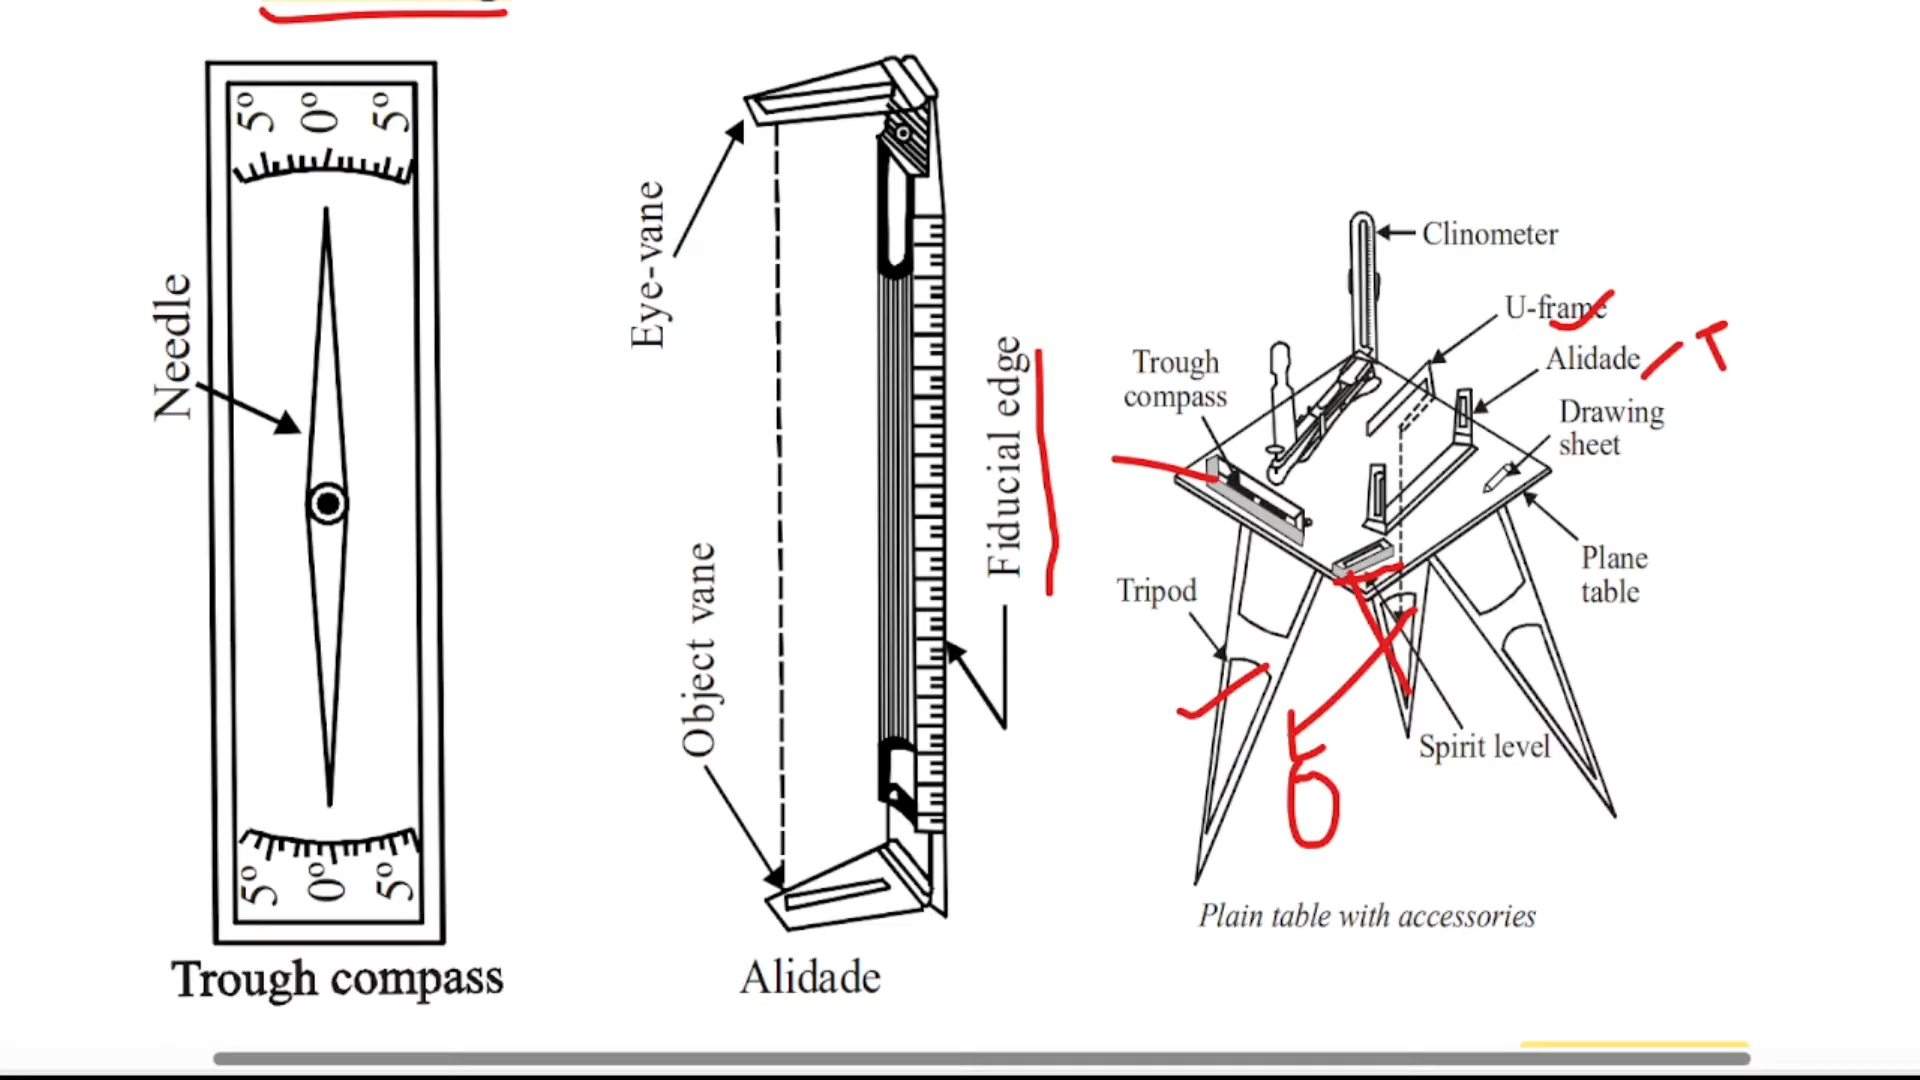 5° 0° 5°
Needle
5° 0° 5°
Trough compass
Eye-vane
Object vane
Fiducial edge
Alidade
Clinometer
U-frame
Alidade
Trough
compass
Drawing
sheet
Plane
table
Tripod
Spirit level
Plain table with accessories